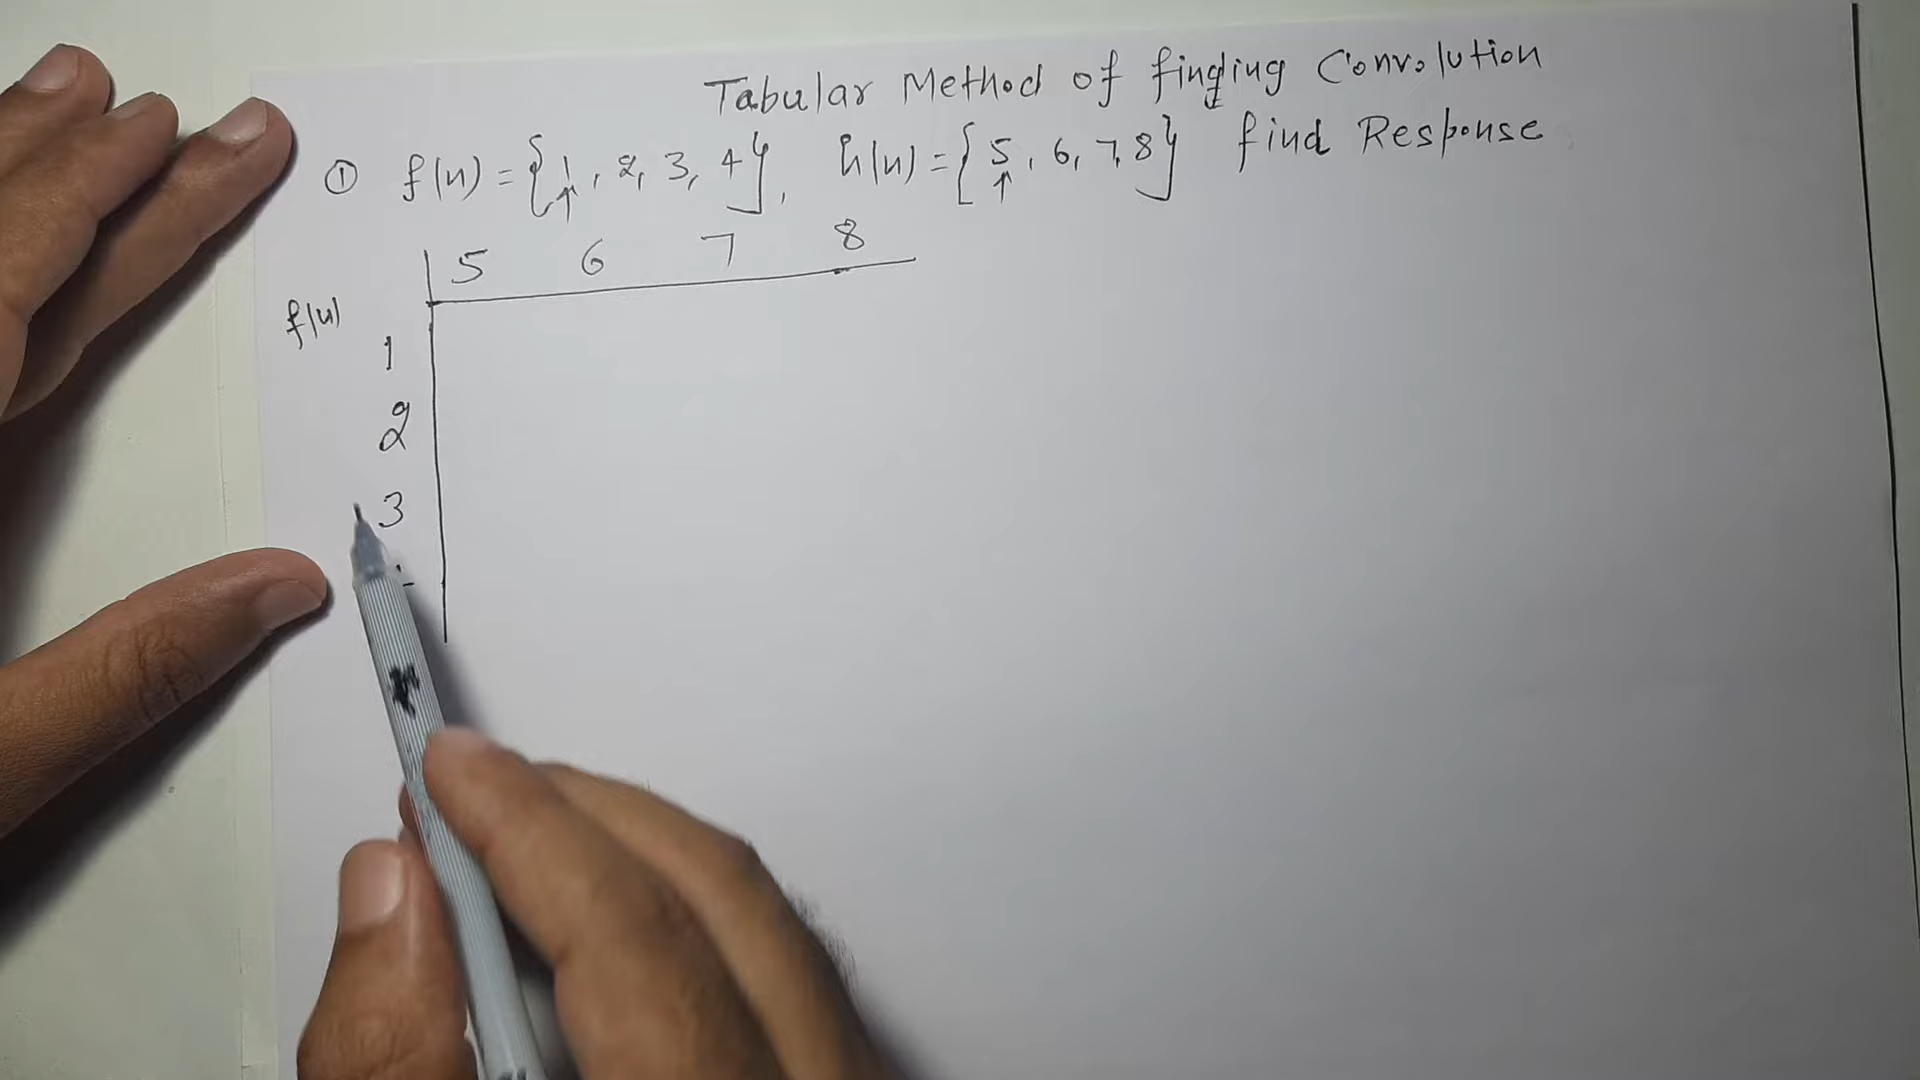 Tabular Method of finging Convolution
① f(n) = {1, 2, 3, 4}, h(n) = {5, 6, 7, 8} find Response
↑ ↑
5 6 7 8
f(n)
1
2
3